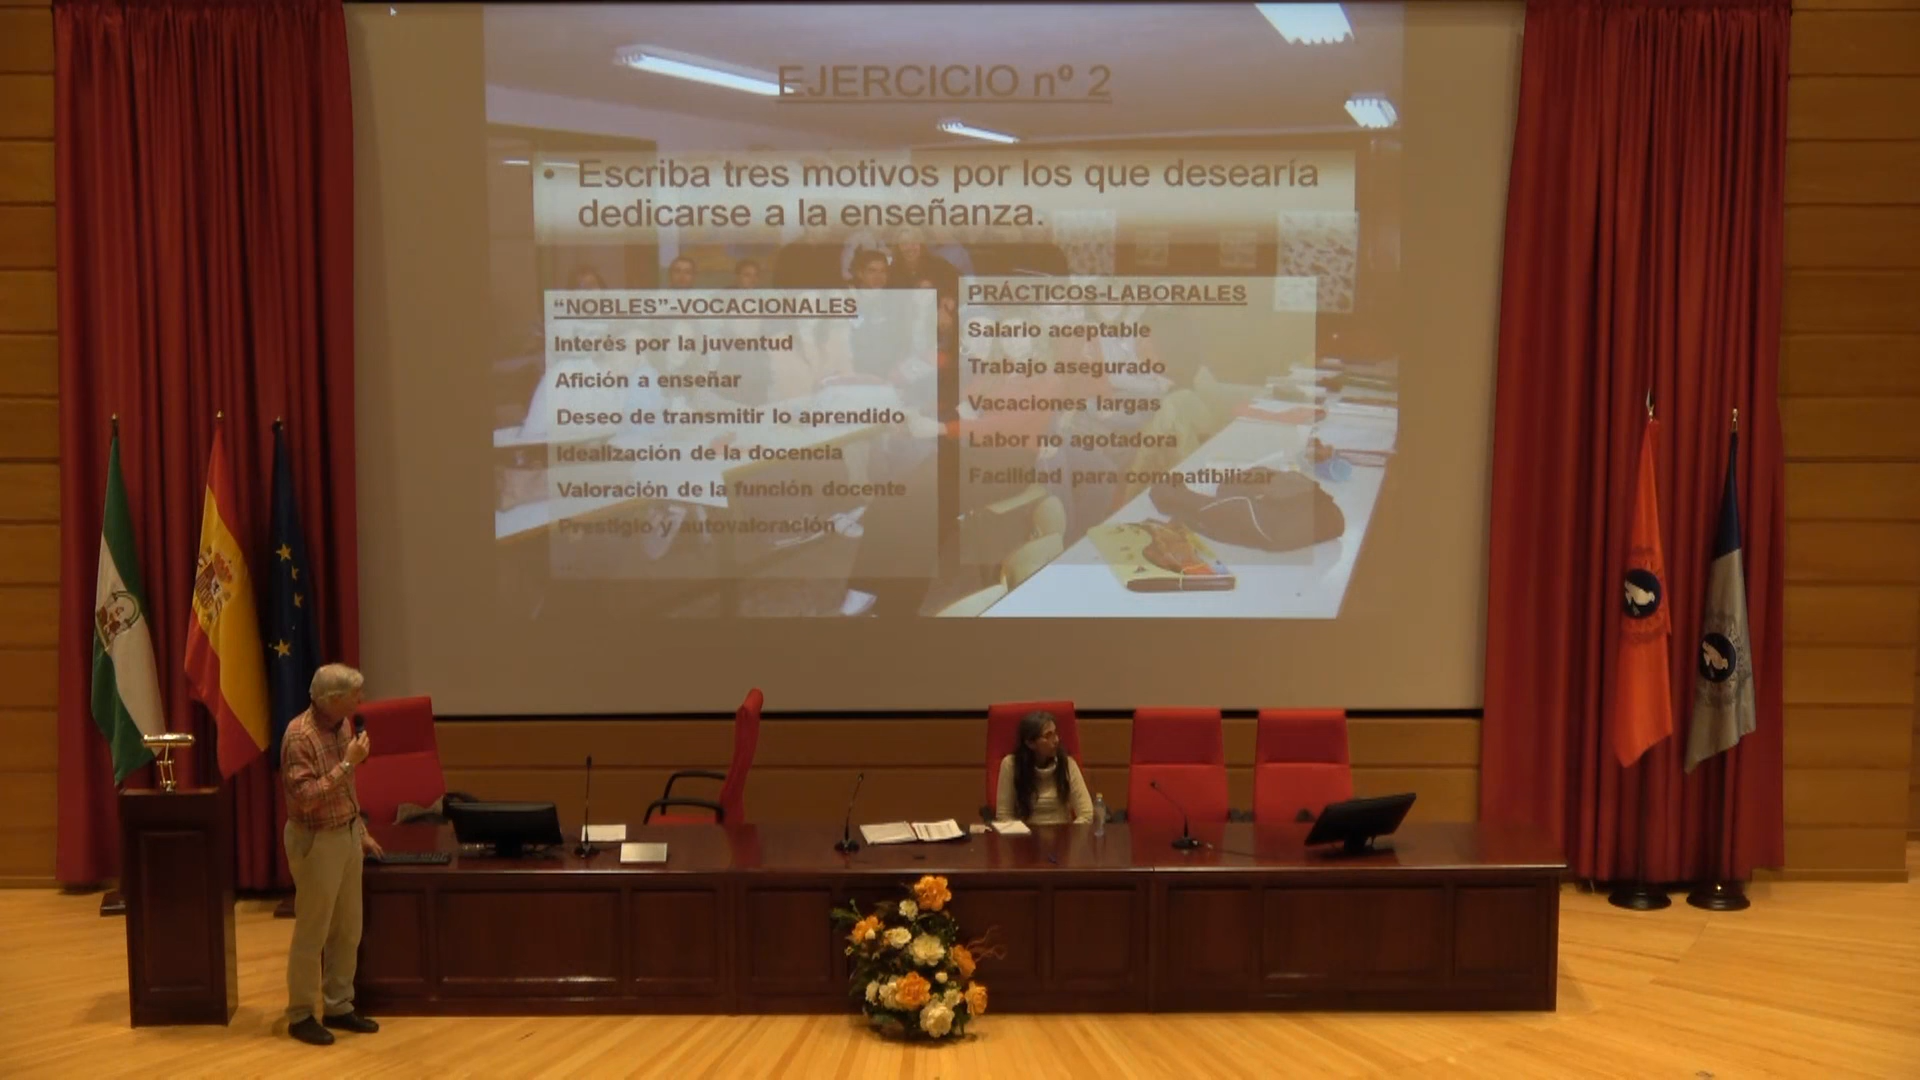 EJERCICIO nº 2
• Escriba tres motivos por los que desearía
dedicarse a la enseñanza.
“NOBLES”-VOCACIONALES
Interés por la juventud
Afición a enseñar
Deseo de transmitir lo aprendido
Idealización de la docencia
Valoración de la función docente
Prestigio y autovaloración
PRÁCTICOS-LABORALES
Salario aceptable
Trabajo asegurado
Vacaciones largas
Labor no agotadora
Facilidad para compatibilizar